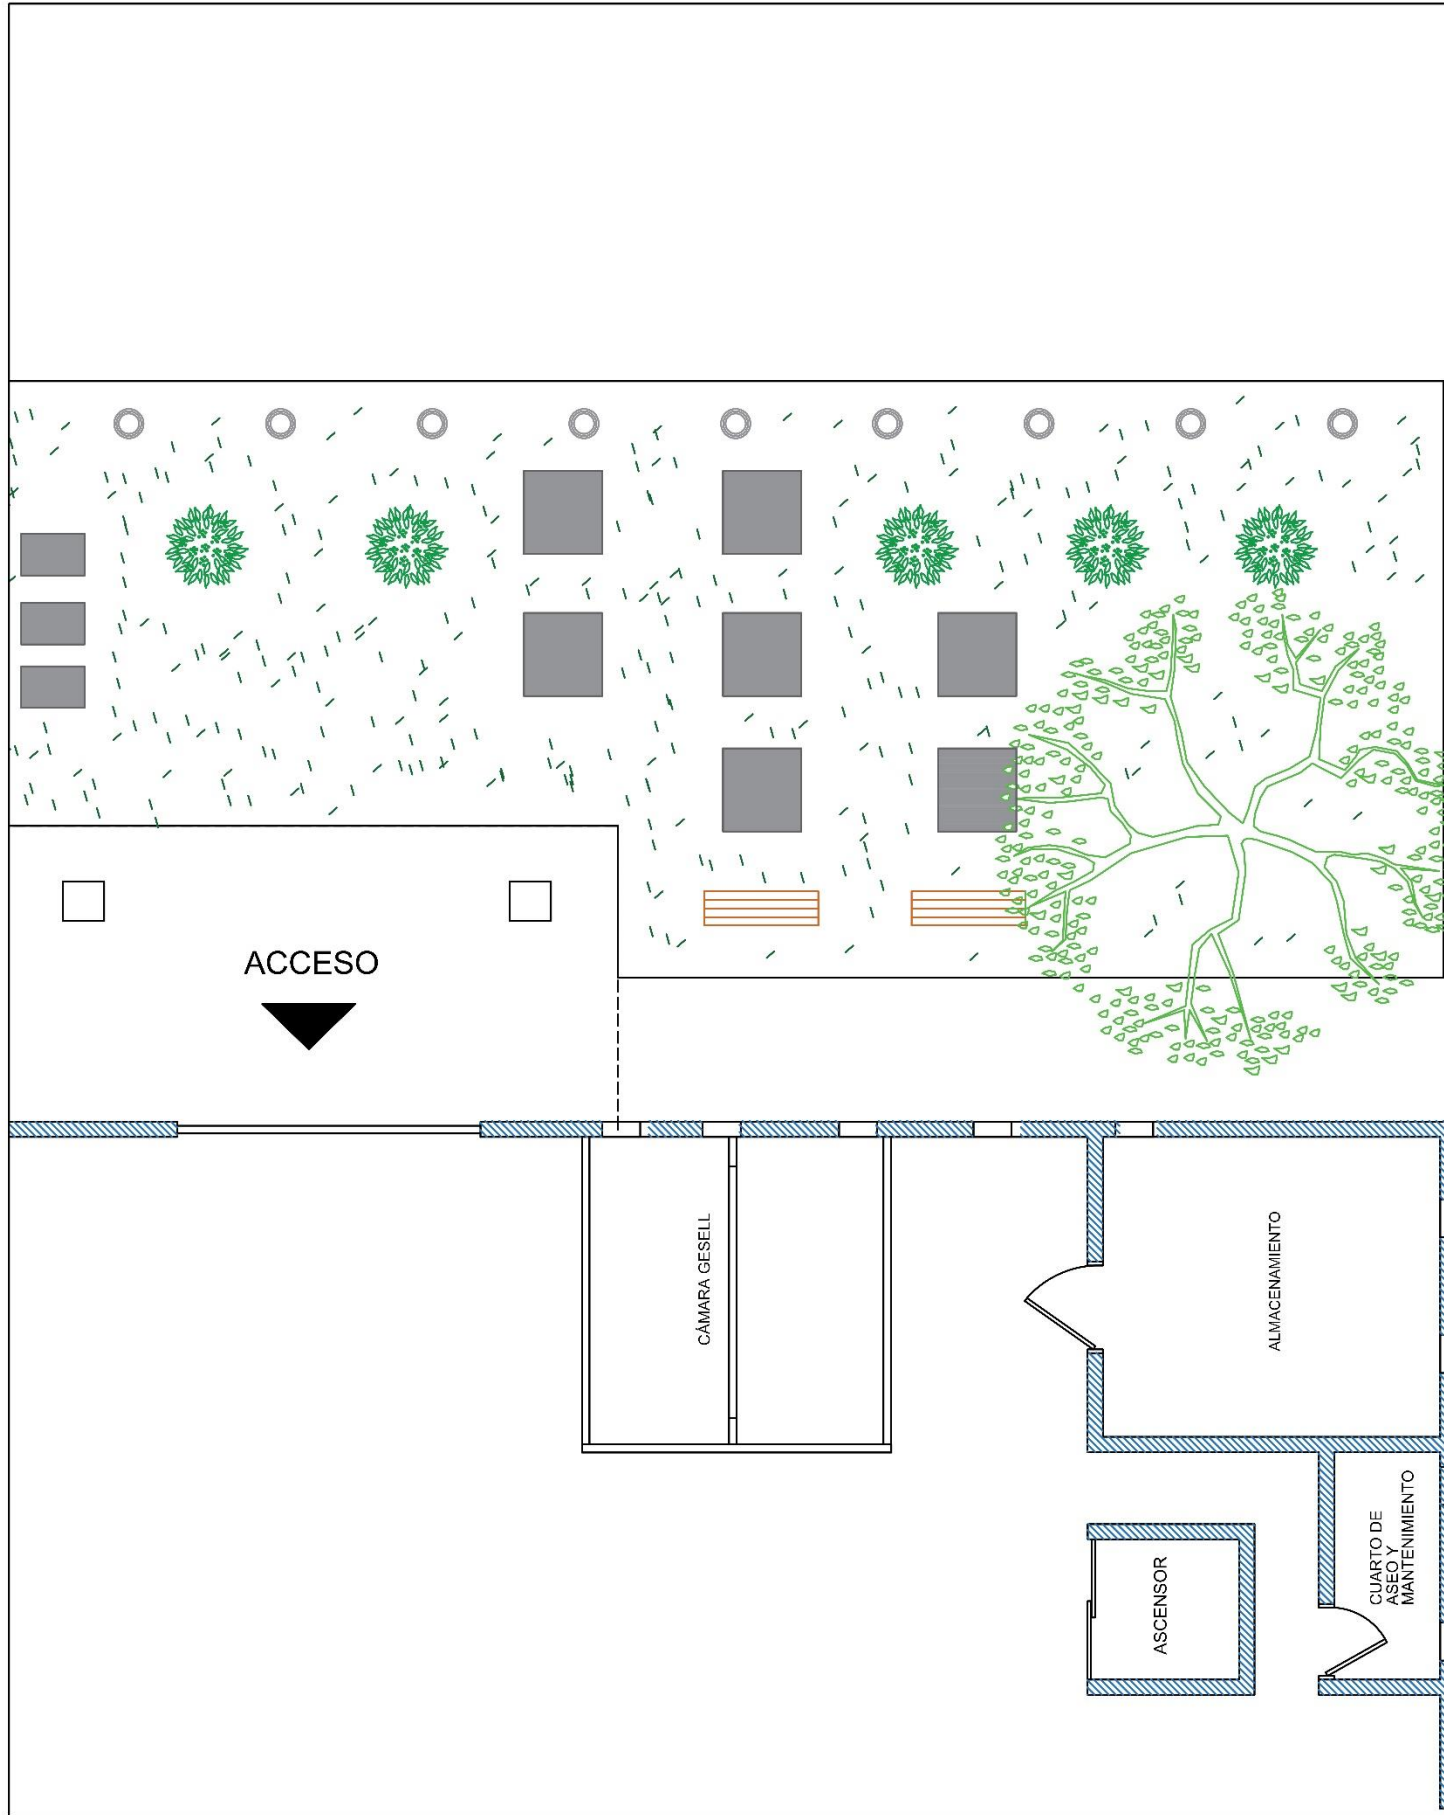 ACCESO
CÁMARA GESELL
ALMACENAMIENTO
CUARTO DE
ASEO Y
MANTENIMIENTO
ASCENSOR